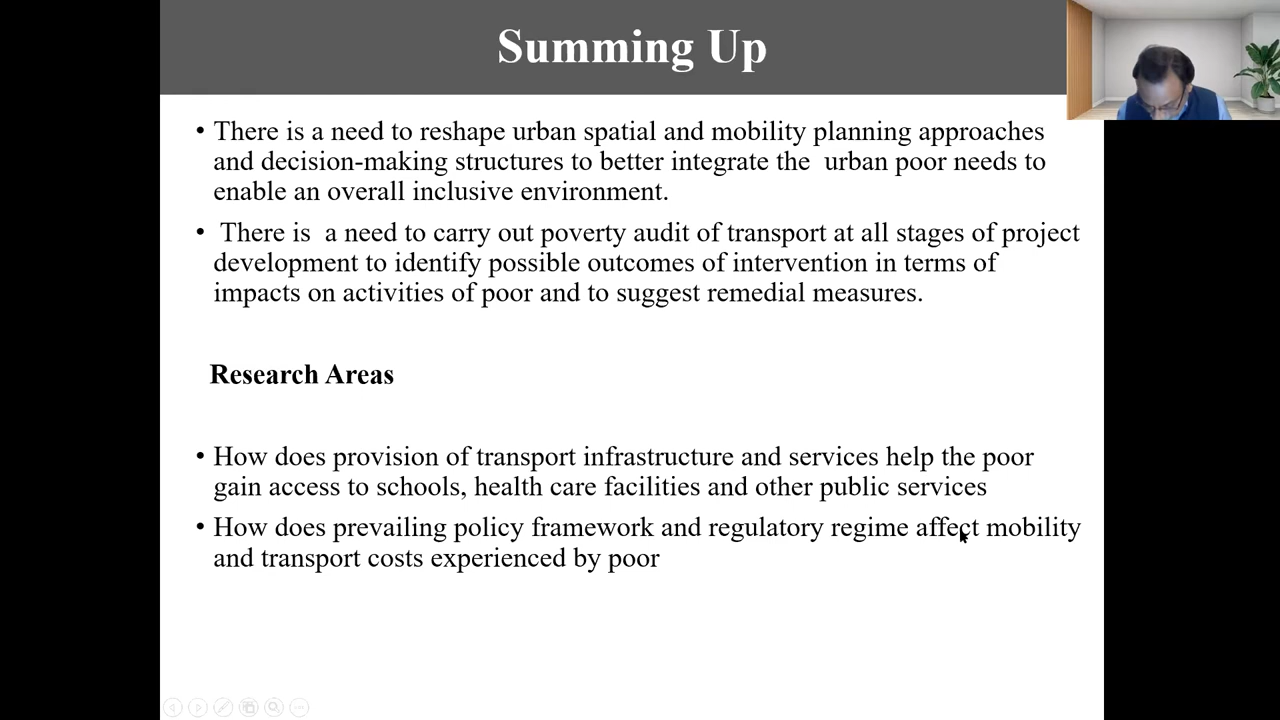 Summing Up
• There is a need to reshape urban spatial and mobility planning approaches
and decision-making structures to better integrate the  urban poor needs to
enable an overall inclusive environment.
•  There is  a need to carry out poverty audit of transport at all stages of project
development to identify possible outcomes of intervention in terms of
impacts on activities of poor and to suggest remedial measures.
Research Areas
• How does provision of transport infrastructure and services help the poor
gain access to schools, health care facilities and other public services
• How does prevailing policy framework and regulatory regime affect mobility
and transport costs experienced by poor